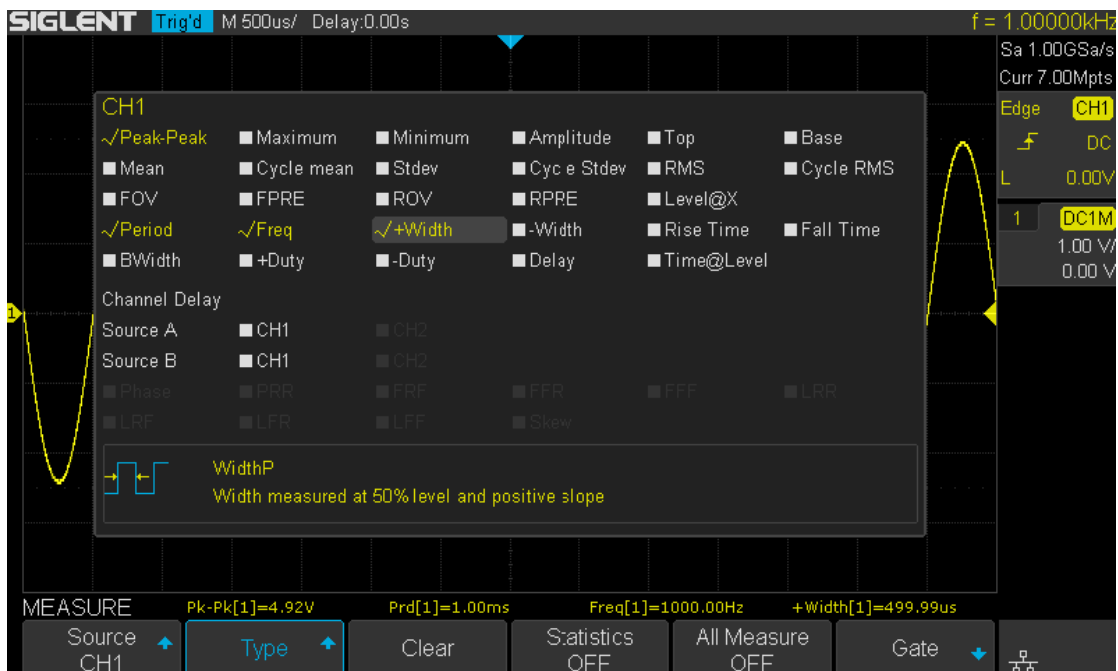 SIGLENT Trig'd M 500us/ Delay:0.00s f = 1.00000kHz
Sa 1.00GSa/s
Curr 7.00Mpts
Edge CH1
DC
L 0.00V
1 DC1M
1.00 V/
0.00 V
CH1
Peak-Peak Maximum Minimum Amplitude Top Base
Mean Cycle mean Stdev Cyc e Stdev RMS Cycle RMS
FOV FPRE ROV RPRE Level@X
Period Freq +Width -Width Rise Time Fall Time
BWidth +Duty -Duty Delay Time@Level
Channel Delay
Source A CH1 CH2
Source B CH1 CH2
Phase PRR FRF FFR FFF LRR
LRF LFR LFF Skew
WidthP
Width measured at 50% level and positive slope
1
MEASURE Pk-Pk[1]=4.92V Prd[1]=1.00ms Freq[1]=1000.00Hz +Width[1]=499.99us
Source
CH1
Type
Clear
Statistics
OFF
All Measure
OFF
Gate